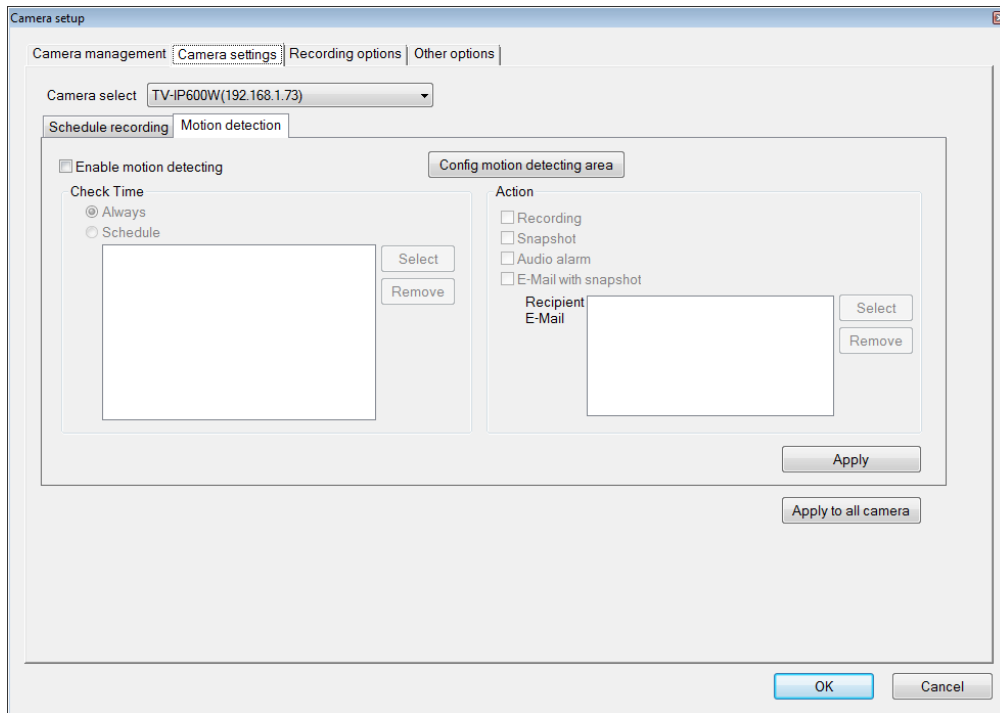 Camera setup
Camera management Camera settings Recording options Other options
Camera select TV-IP600W(192.168.1.73)
Schedule recording Motion detection
Enable motion detecting Config motion detecting area
Check Time
Always
Schedule
Select
Remove
Action
Recording
Snapshot
Audio alarm
E-Mail with snapshot
Recipient
E-Mail
Select
Remove
Apply
Apply to all camera
OK Cancel